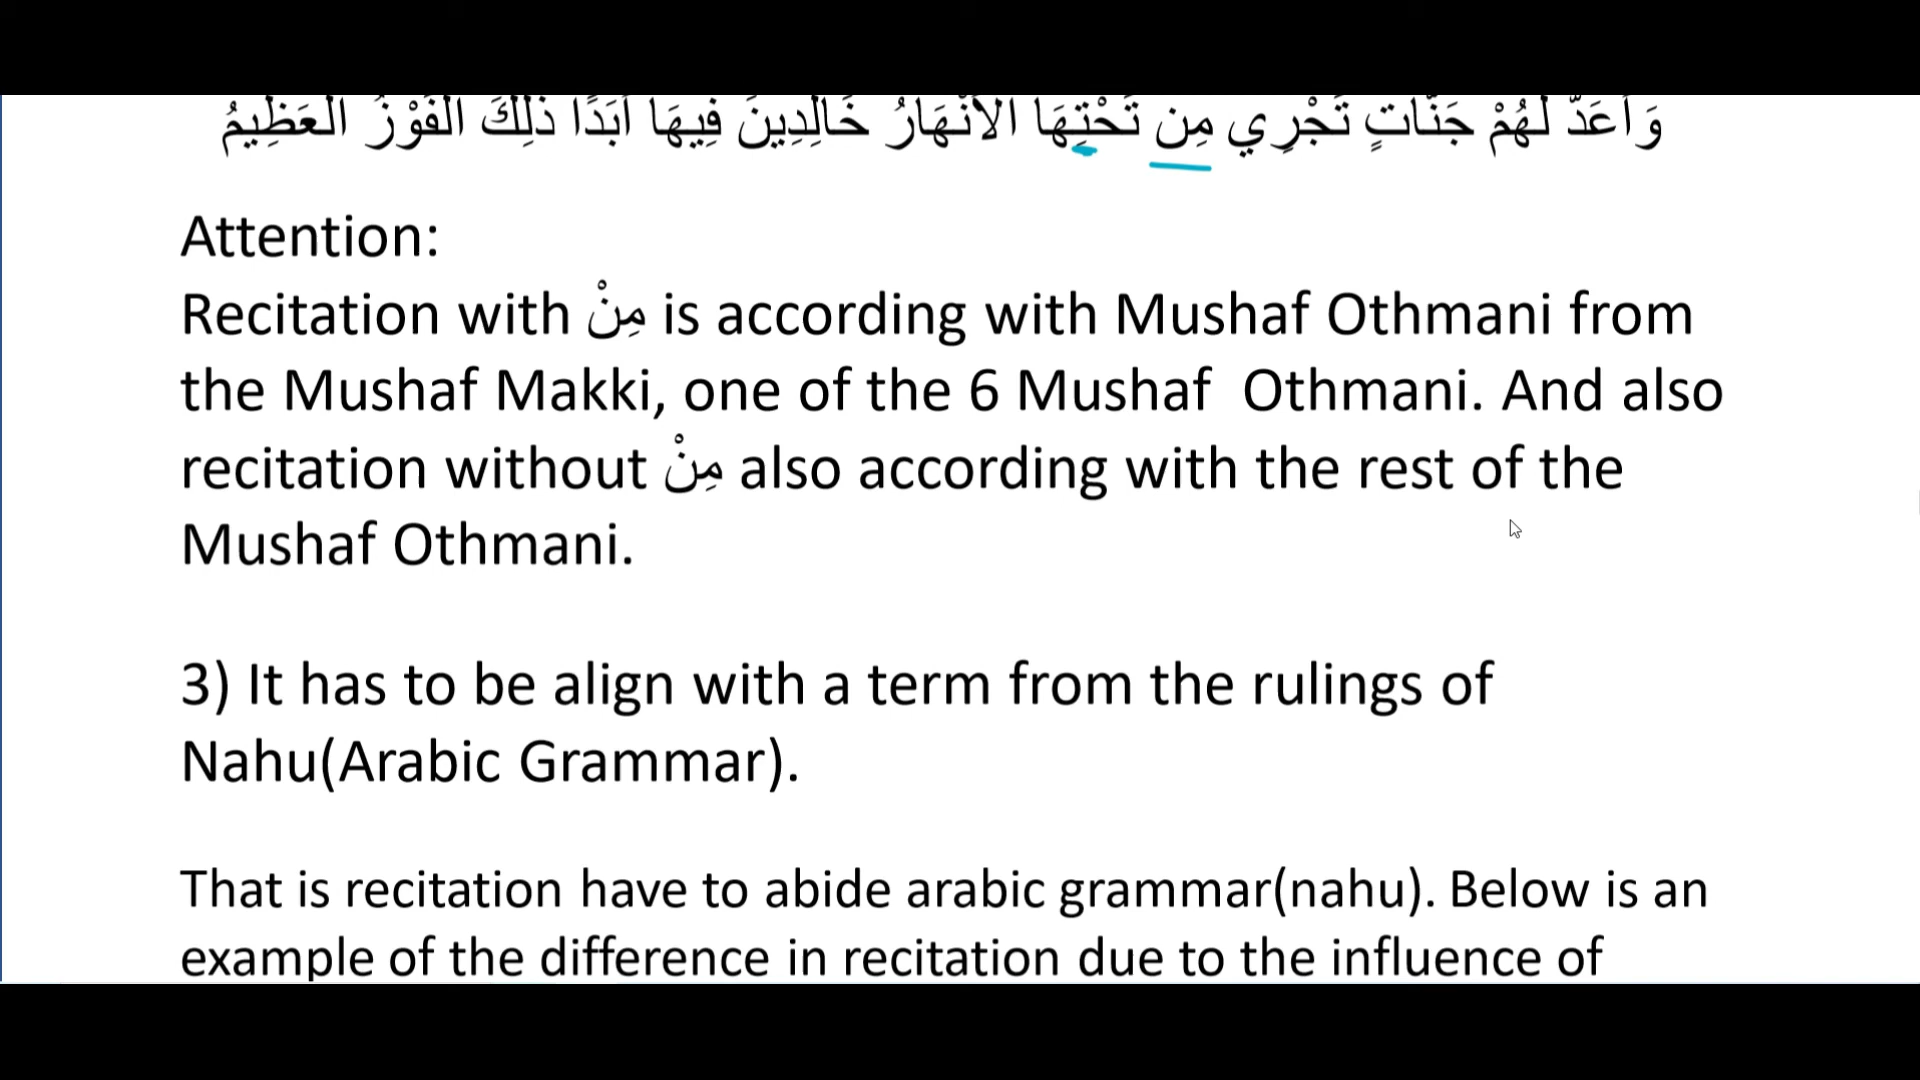 وَأَعَدَّ لَهُمْ جَنَّاتٍ تَجْرِي مِن تَحْتِهَا الأَنْهَارُ خَالِدِينَ فِيهَا أَبَدًا ذَلِكَ الْفَوْزُ الْعَظِيمُ
Attention:
Recitation with مِنْ is according with Mushaf Othmani from
the Mushaf Makki, one of the 6 Mushaf Othmani. And also
recitation without مِنْ also according with the rest of the
Mushaf Othmani.
3) It has to be align with a term from the rulings of
Nahu(Arabic Grammar).
That is recitation have to abide arabic grammar(nahu). Below is an
example of the difference in recitation due to the influence of